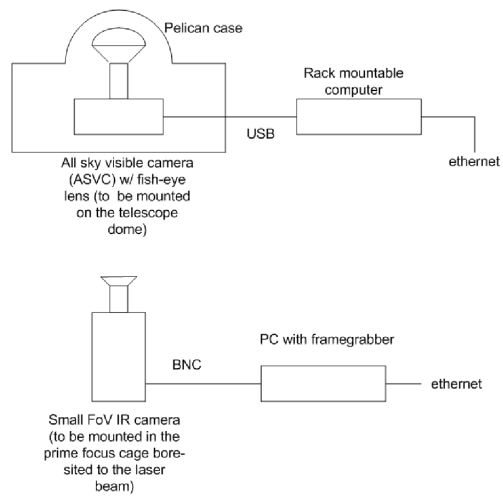 Pelican case
Rack mountable
computer
USB
ethernet
All sky visible camera
(ASVC) w/ fish-eye
lens (to  be mounted
on the telescope
dome)
PC with framegrabber
BNC
ethernet
Small FoV IR camera
(to be mounted in the
prime focus cage bore-
sited to the laser
beam)